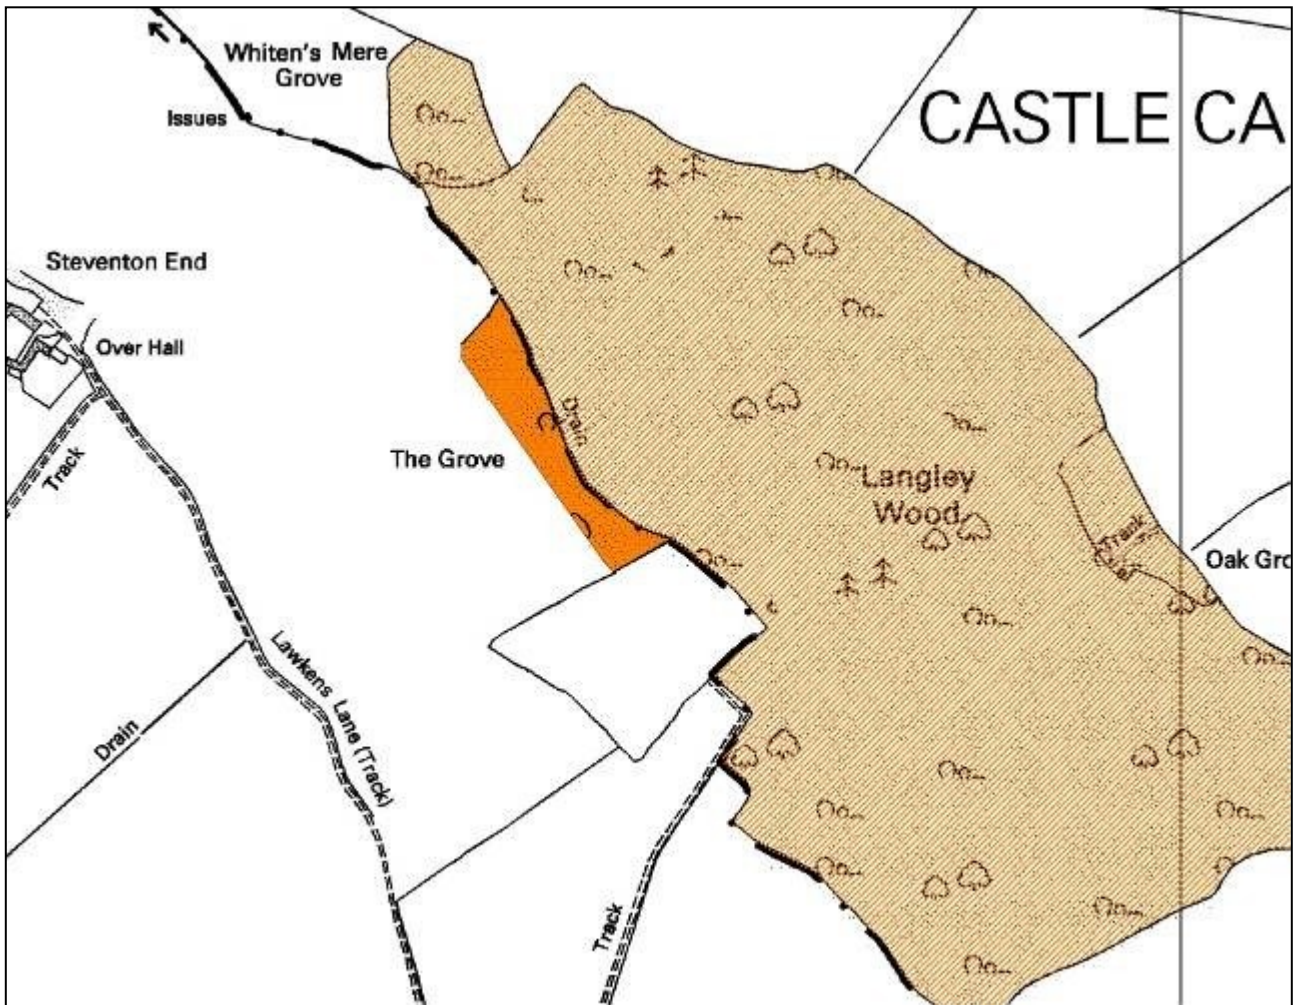 Whiten's Mere
Grove
Issues
CASTLE CA
Steventon End
Over Hall
Track
The Grove
Drain
Langley
Wood
Track
Oak Gro
Lawkens Lane (Track)
Drain
Track